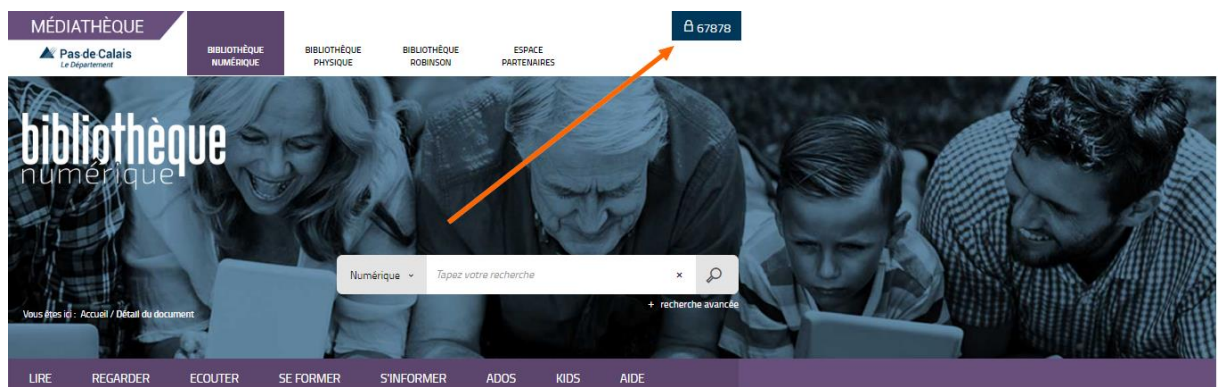 MÉDIATHÈQUE
67878
Pas-de Calais
Le Département
BIBLIOTHÈQUE
NUMÉRIQUE
BIBLIOTHÈQUE
PHYSIQUE
BIBLIOTHÈQUE
ROBINSON
ESPACE
PARTENAIRES
bibliothèque
numérique
Numérique Tapez votre recherche ×
+ recherche avancée
Vous êtes ici : Accueil / Détail du document
LIRE REGARDER ECOUTER SE FORMER S'INFORMER ADOS KIDS AIDE